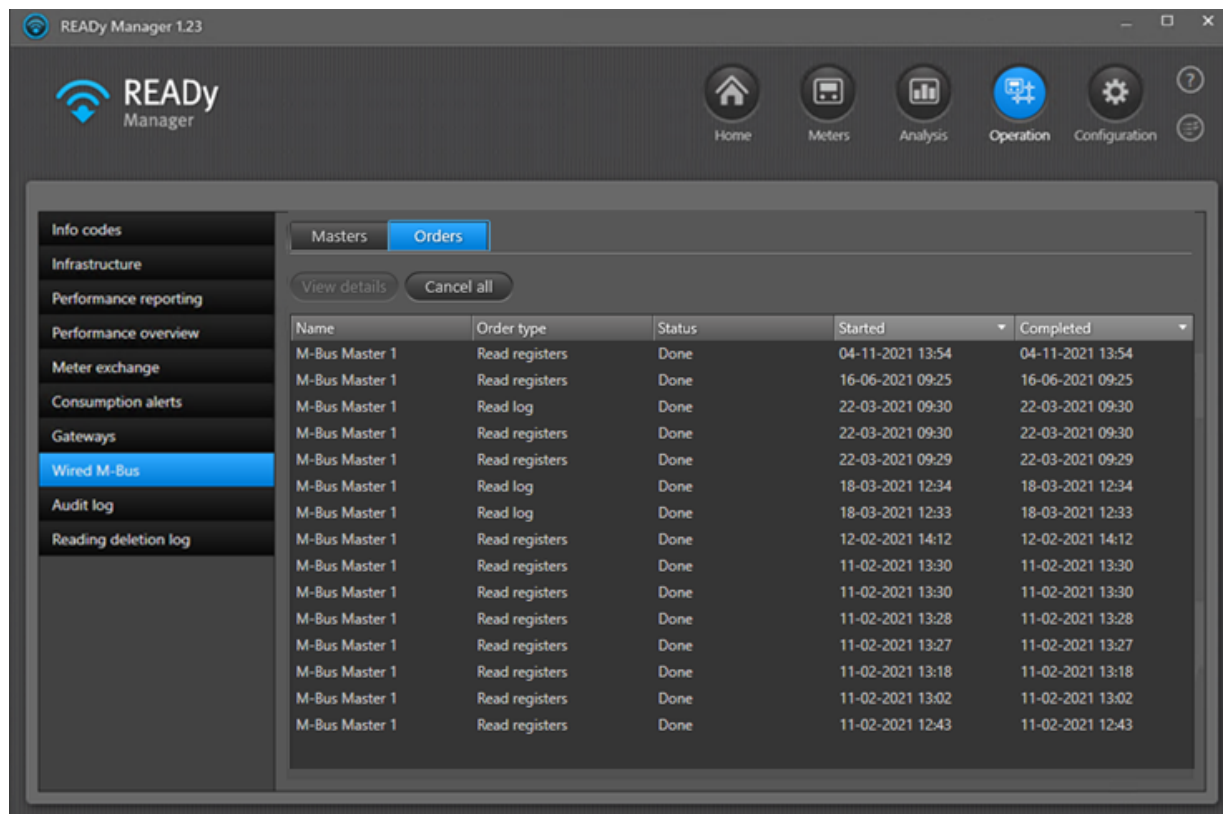 READy Manager 1.23
READy
Manager
Home Meters Analysis Operation Configuration
Info codes
Infrastructure
Performance reporting
Performance overview
Meter exchange
Consumption alerts
Gateways
Wired M-Bus
Audit log
Reading deletion log
Masters Orders
View details Cancel all
Name Order type Status Started Completed
M-Bus Master 1 Read registers Done 04-11-2021 13:54 04-11-2021 13:54
M-Bus Master 1 Read registers Done 16-06-2021 09:25 16-06-2021 09:25
M-Bus Master 1 Read log Done 22-03-2021 09:30 22-03-2021 09:30
M-Bus Master 1 Read registers Done 22-03-2021 09:30 22-03-2021 09:30
M-Bus Master 1 Read registers Done 22-03-2021 09:29 22-03-2021 09:29
M-Bus Master 1 Read log Done 18-03-2021 12:34 18-03-2021 12:34
M-Bus Master 1 Read log Done 18-03-2021 12:33 18-03-2021 12:33
M-Bus Master 1 Read registers Done 12-02-2021 14:12 12-02-2021 14:12
M-Bus Master 1 Read registers Done 11-02-2021 13:30 11-02-2021 13:30
M-Bus Master 1 Read registers Done 11-02-2021 13:30 11-02-2021 13:30
M-Bus Master 1 Read registers Done 11-02-2021 13:28 11-02-2021 13:28
M-Bus Master 1 Read registers Done 11-02-2021 13:27 11-02-2021 13:27
M-Bus Master 1 Read registers Done 11-02-2021 13:18 11-02-2021 13:18
M-Bus Master 1 Read registers Done 11-02-2021 13:02 11-02-2021 13:02
M-Bus Master 1 Read registers Done 11-02-2021 12:43 11-02-2021 12:43